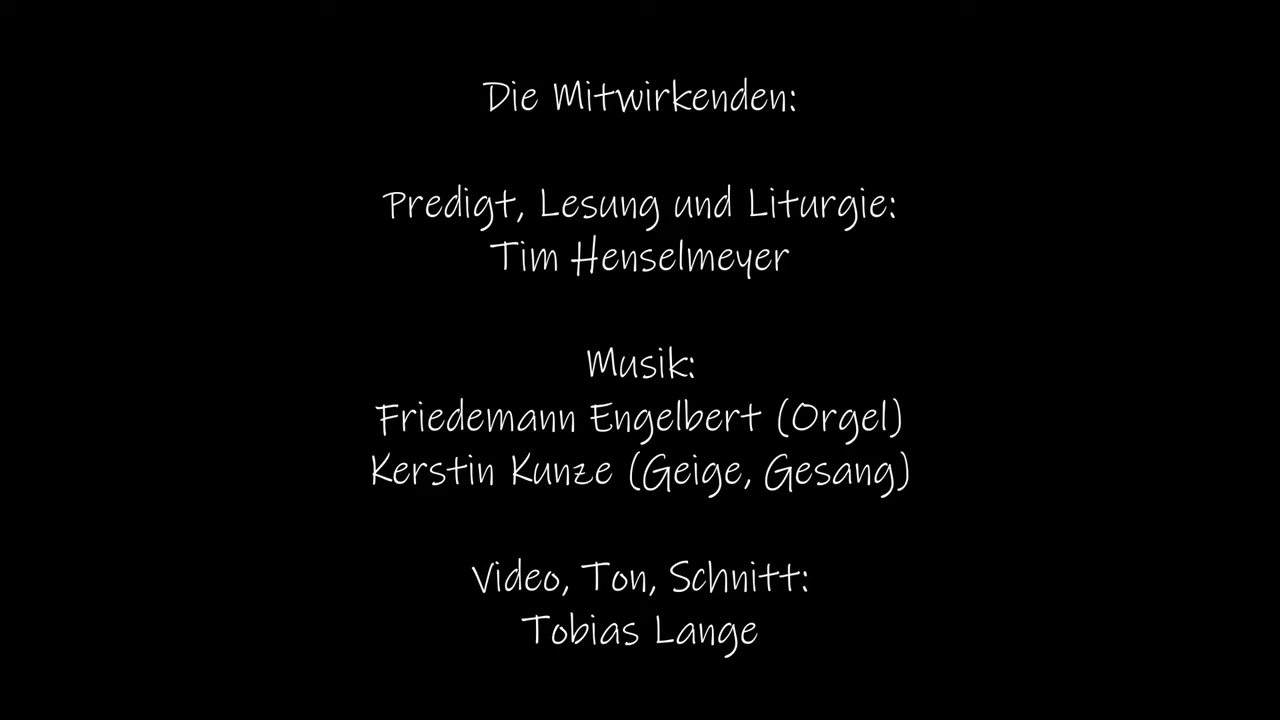 Die Mitwirkenden:
Predigt, Lesung und Liturgie:
Tim Henselmeyer
Musik:
Friedemann Engelbert (Orgel)
Kerstin Kunze (Geige, Gesang)
Video, Ton, Schnitt:
Tobias Lange